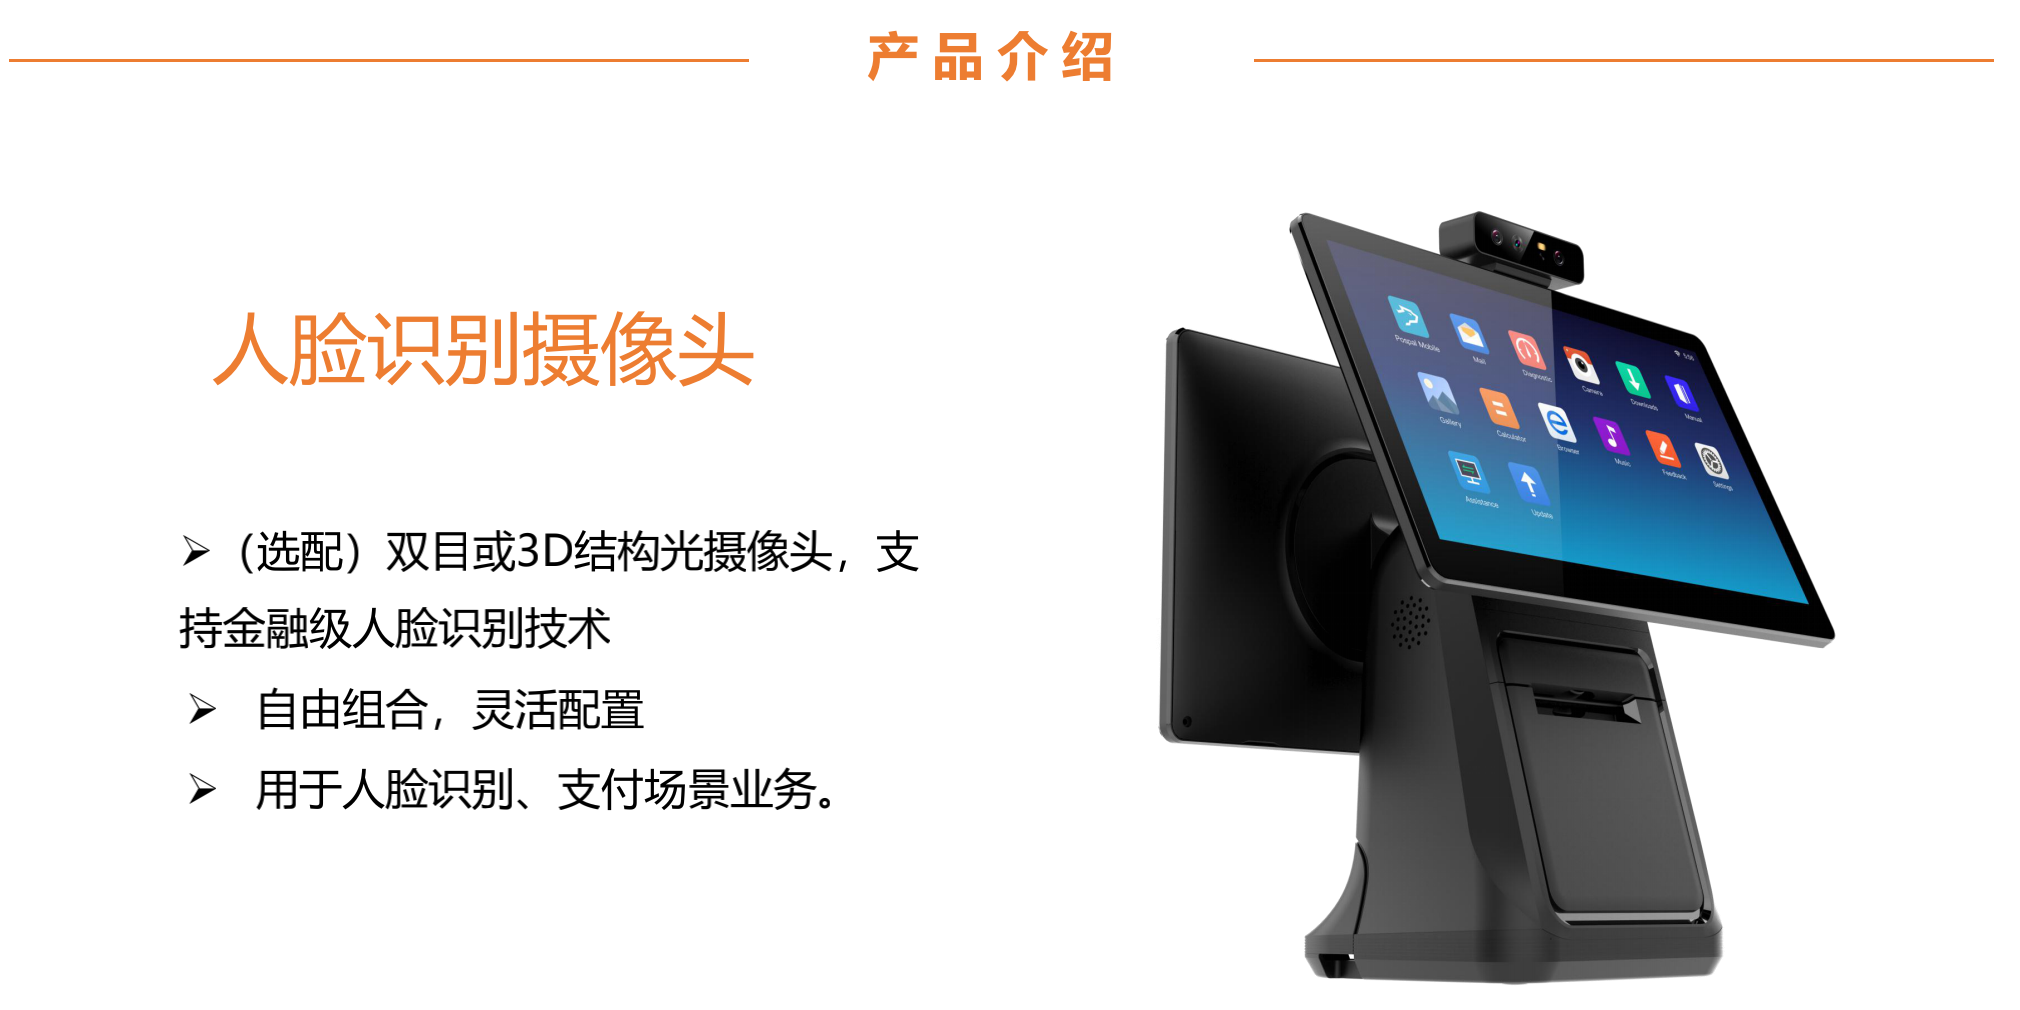 产品介绍
人脸识别摄像头
➢（选配）双目或3D结构光摄像头，支
持金融级人脸识别技术
➢ 自由组合，灵活配置
➢ 用于人脸识别、支付场景业务。
5:00
Pospal Mobile
Mail
Diagnostic
Camera
Downloads
Manual
Gallery
Calculator
Browser
Music
Feedback
Settings
Assistance
Update